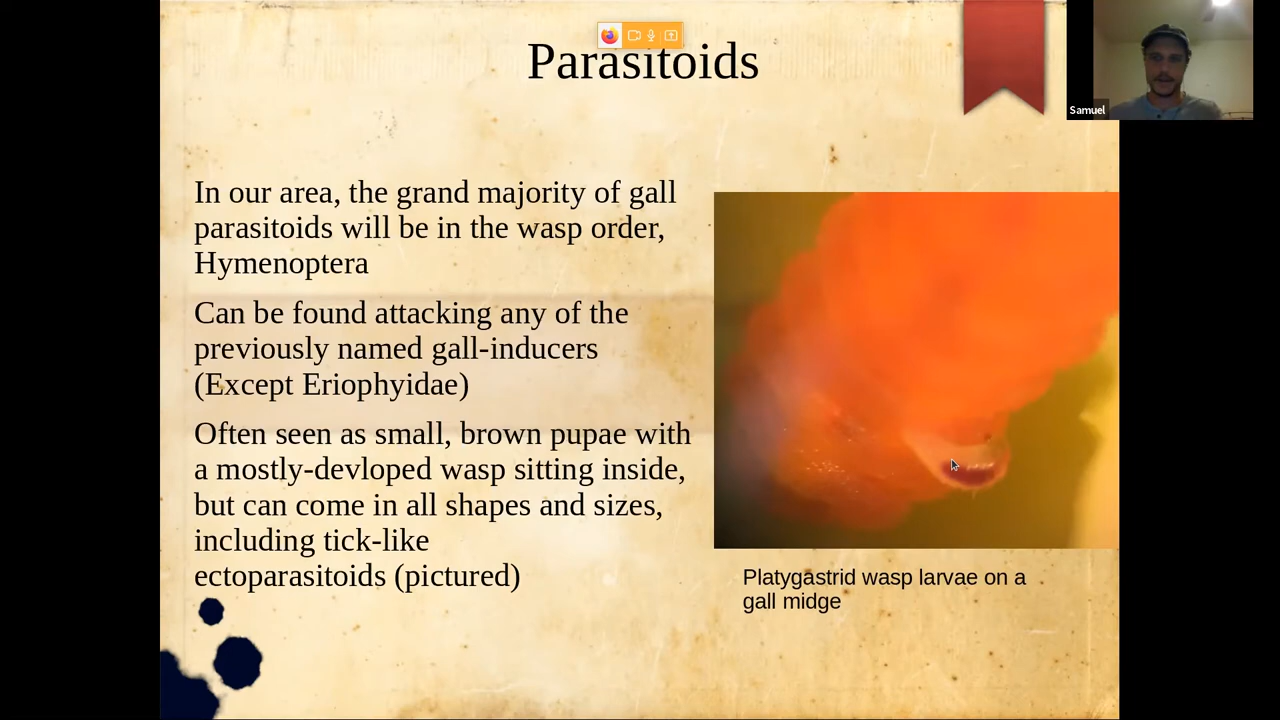 Parasitoids
Samuel
In our area, the grand majority of gall
parasitoids will be in the wasp order,
Hymenoptera
Can be found attacking any of the
previously named gall-inducers
(Except Eriophyidae)
Often seen as small, brown pupae with
a mostly-devloped wasp sitting inside,
but can come in all shapes and sizes,
including tick-like
ectoparasitoids (pictured)
Platygastrid wasp larvae on a
gall midge